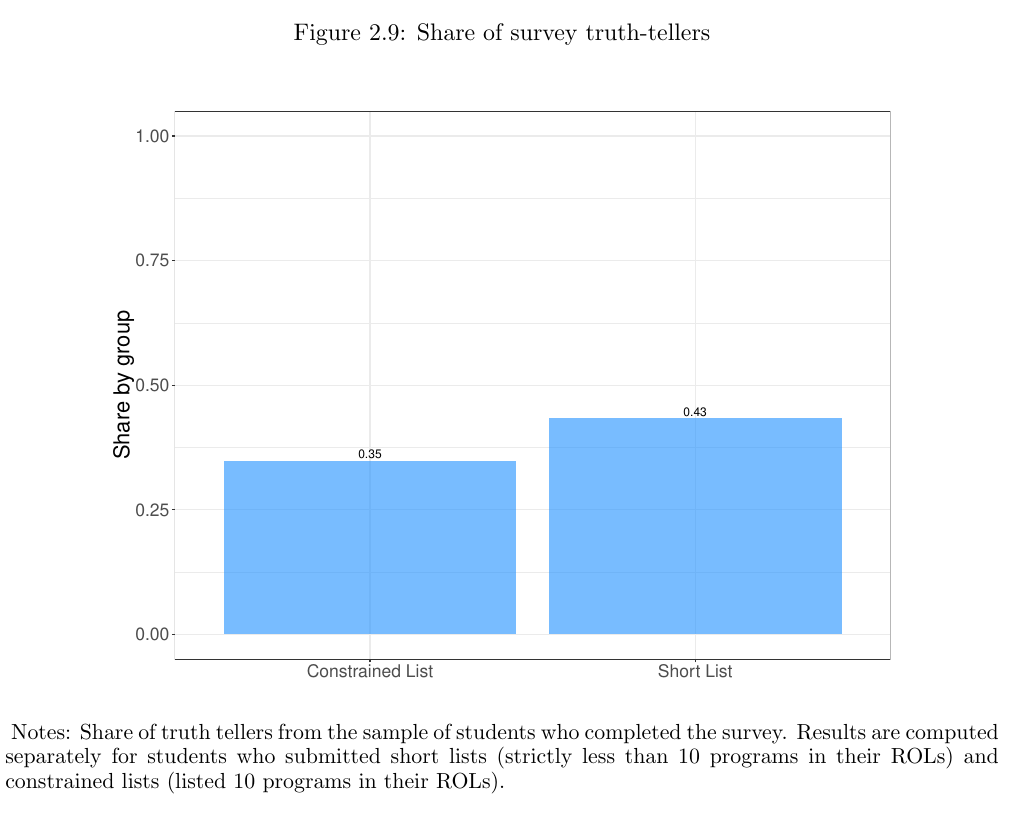 Figure 2.9: Share of survey truth-tellers
1.00
0.75
0.50
0.25
0.00
Share by group
0.35
0.43
Constrained List
Short List
Notes: Share of truth tellers from the sample of students who completed the survey. Results are computed
separately for students who submitted short lists (strictly less than 10 programs in their ROLs) and
constrained lists (listed 10 programs in their ROLs).